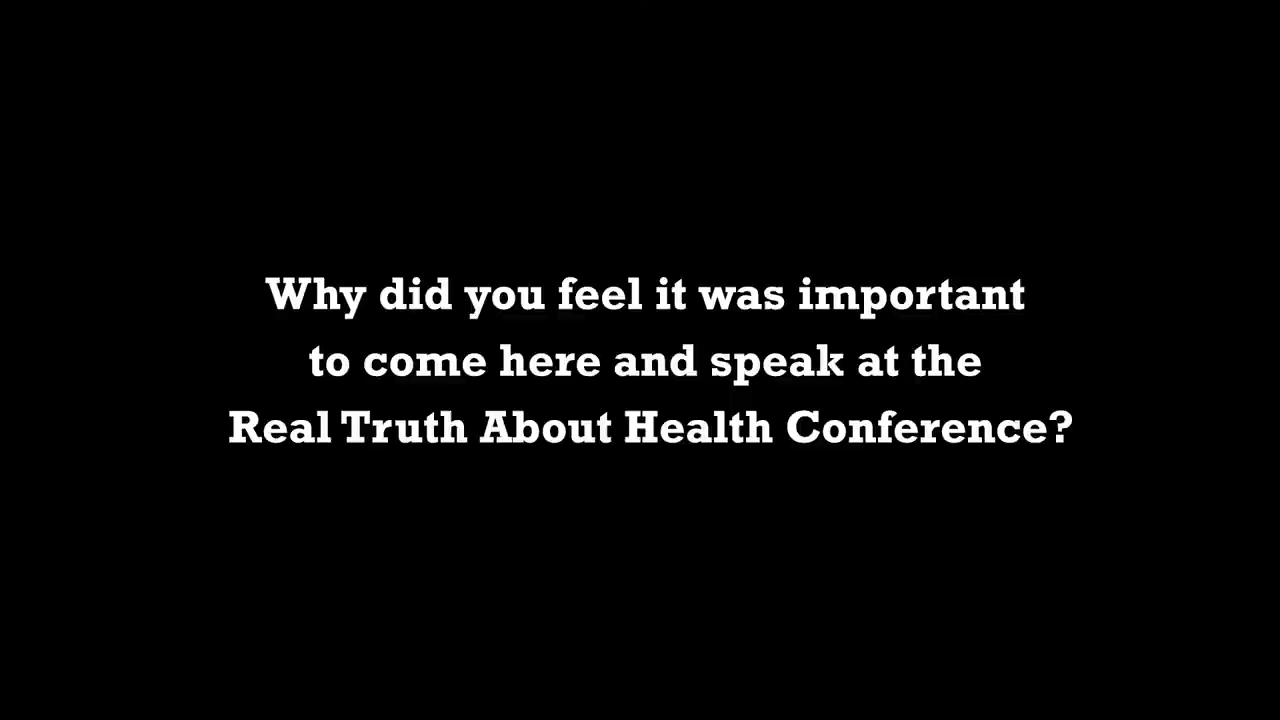 Why did you feel it was important
to come here and speak at the
Real Truth About Health Conference?